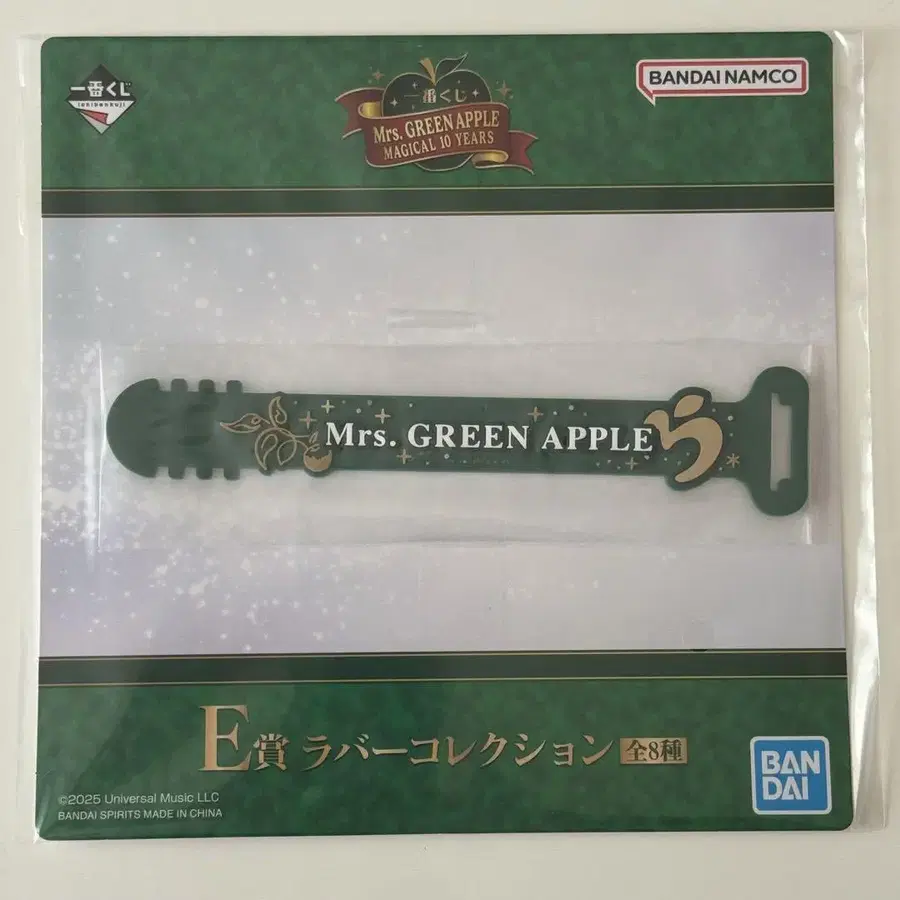 一番くじ
ichibankuji
一番くじ
Mrs. GREEN APPLE
MAGICAL 10 YEARS
BANDAI NAMCO
Mrs. GREEN APPLE
E賞 ラバーコレクション 全8種
©2025 Universal Music LLC
BANDAI SPIRITS MADE IN CHINA
BAN
DAI